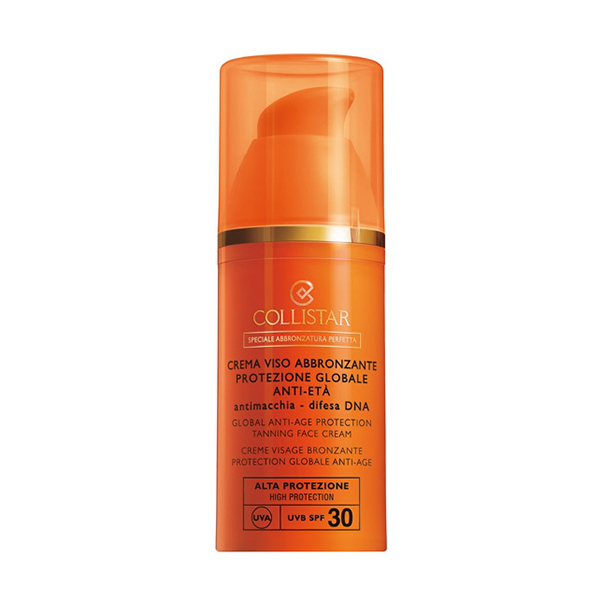 COLLISTAR
SPECIALE ABBRONZATURA PERFETTA
CREMA VISO ABBRONZANTE
PROTEZIONE GLOBALE
ANTI-ETÀ
antimacchia - difesa DNA
GLOBAL ANTI-AGE PROTECTION
TANNING FACE CREAM
CREME VISAGE BRONZANTE
PROTECTION GLOBALE ANTI-AGE
ALTA PROTEZIONE
HIGH PROTECTION
UVA UVB SPF 30